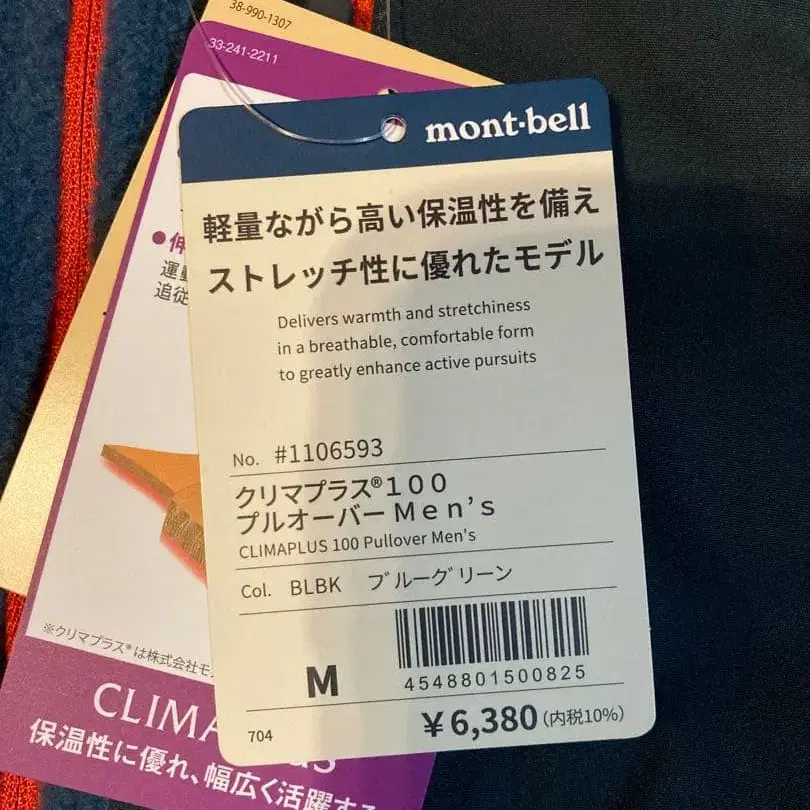 38-990-1307
33-241-2211
mont·bell
軽量ながら高い保温性を備え
ストレッチ性に優れたモデル
Delivers warmth and stretchiness
in a breathable, comfortable form
to greatly enhance active pursuits
No. #1106593
クリマプラス®100
プルオーバー Men's
CLIMAPLUS 100 Pullover Men's
Col. BLBK ブルーグリーン
M
4548801500825
704
¥6,380 (内税10%)
●伸
運動
追従
※クリマプラス®は株式会社モ
CLIMA
us
保温性に優れ、幅広く活躍する